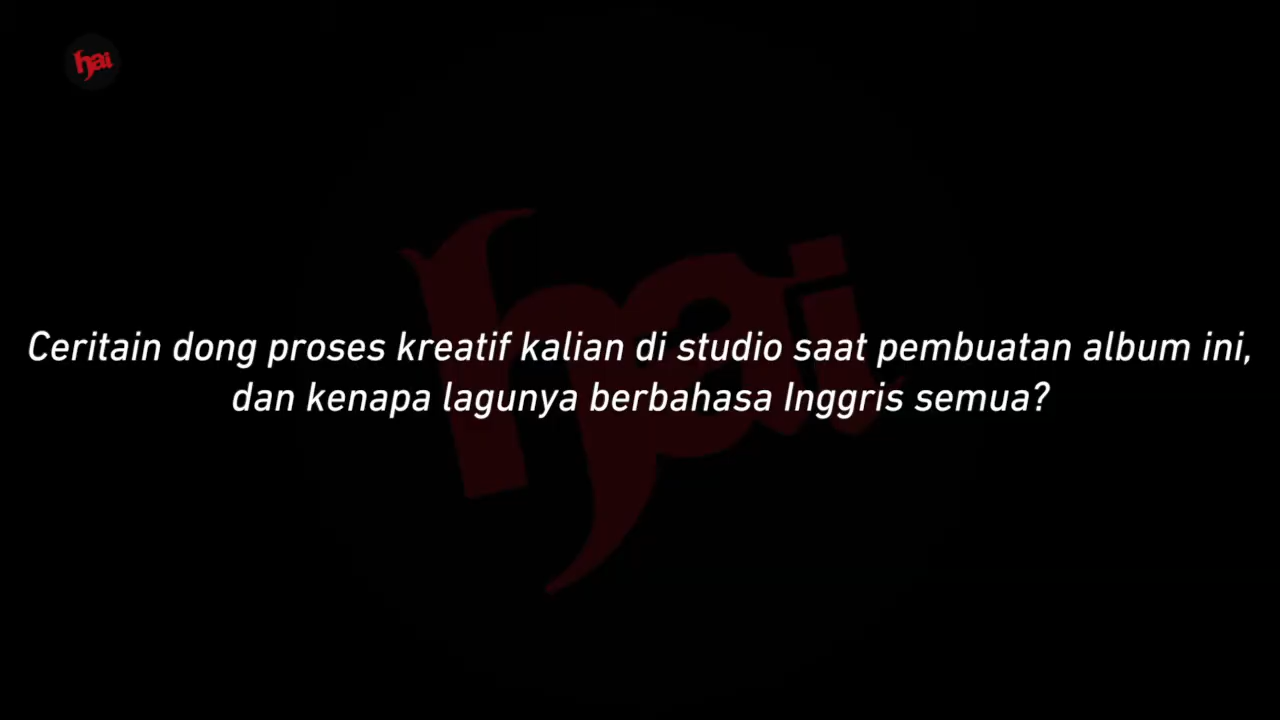 hai
hai
Ceritain dong proses kreatif kalian di studio saat pembuatan album ini,
dan kenapa lagunya berbahasa Inggris semua?